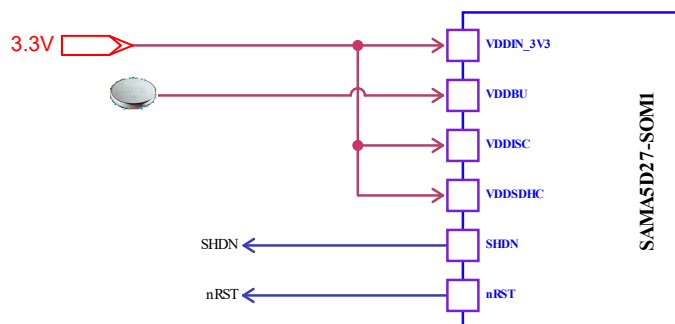 3.3V
VDDIN_3V3
VDDBU
VDDISC
VDDSDHC
SHDN
SHDN
nRST
nRST
SAMA5D27-SOM1